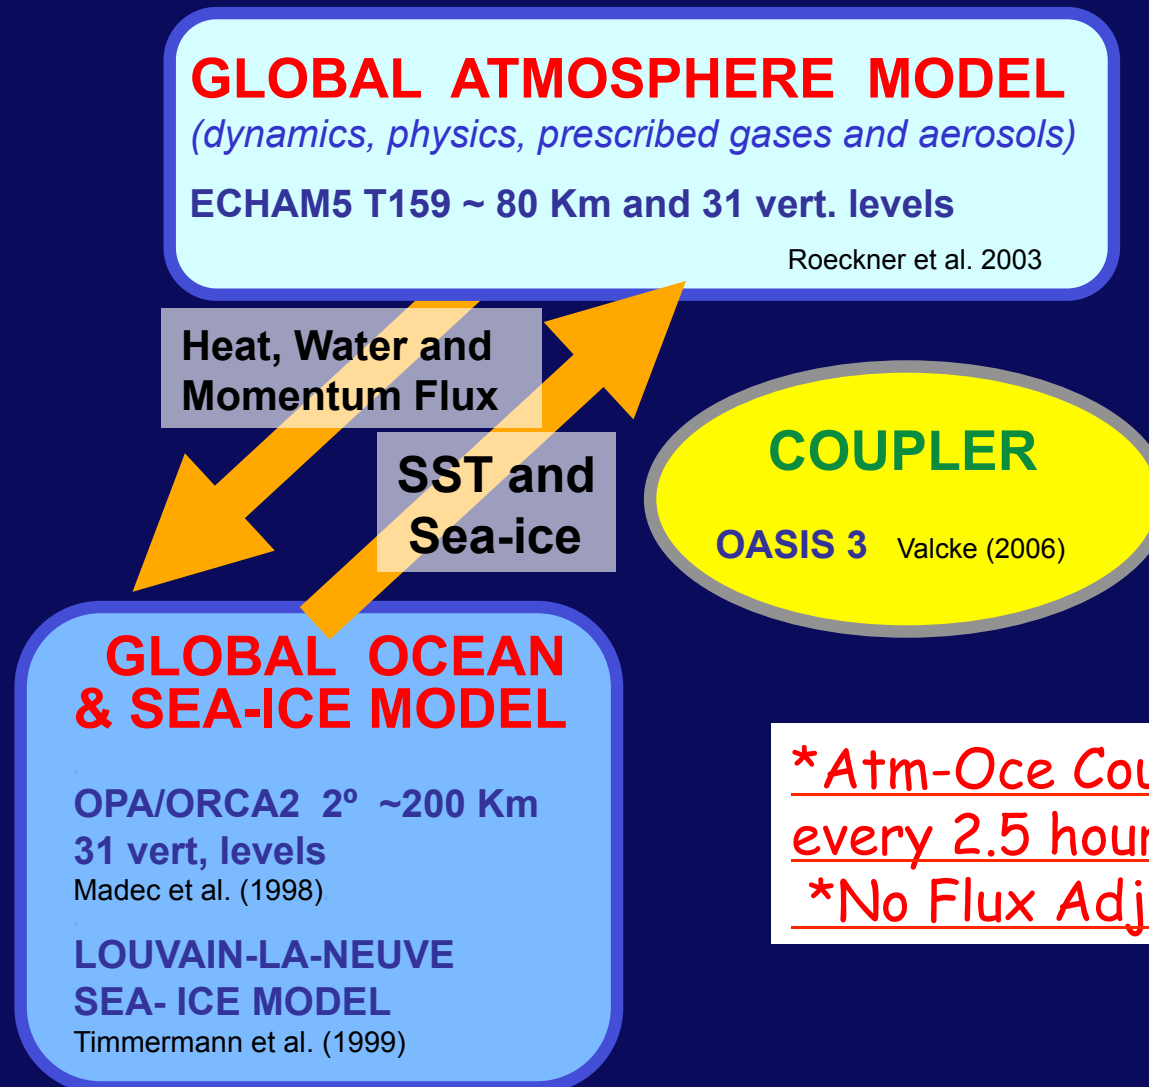 GLOBAL ATMOSPHERE MODEL
(dynamics, physics, prescribed gases and aerosols)
ECHAM5 T159 ~ 80 Km and 31 vert. levels
Roeckner et al. 2003
Heat, Water and
Momentum Flux
SST and
Sea-ice
COUPLER
OASIS 3 Valcke (2006)
GLOBAL OCEAN
& SEA-ICE MODEL
OPA/ORCA2 2º ~200 Km
31 vert, levels
Madec et al. (1998)
LOUVAIN-LA-NEUVE
SEA- ICE MODEL
Timmermann et al. (1999)
*Atm-Oce
every 2.5
*No Flux